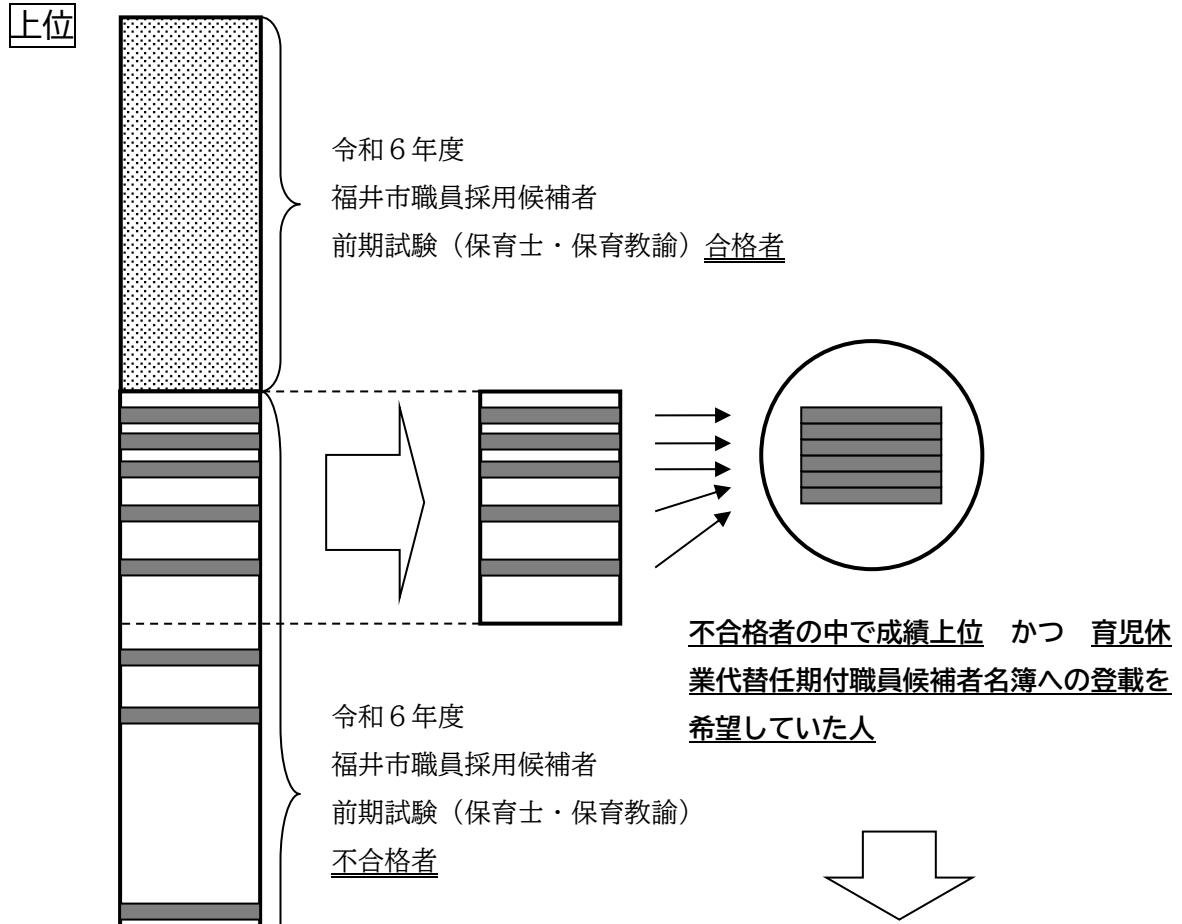 上位
令和６年度
福井市職員採用候補者
前期試験（保育士・保育教諭）合格者
不合格者の中で成績上位　かつ　育児休
業代替任期付職員候補者名簿への登載を
希望していた人
令和６年度
福井市職員採用候補者
前期試験（保育士・保育教諭）
不合格者